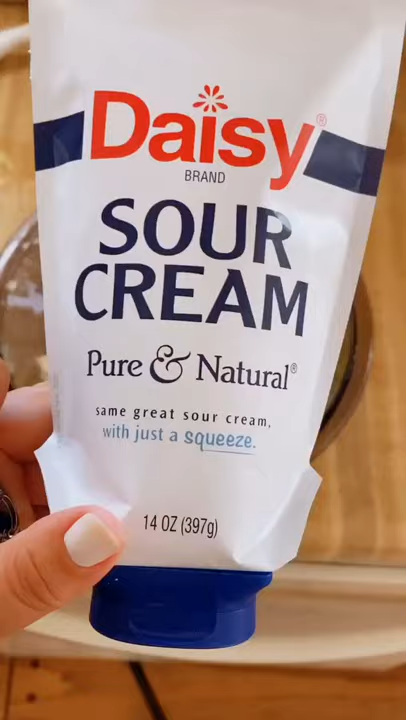 Daisy®
BRAND
SOUR
CREAM
Pure & Natural®
same great sour cream,
with just a squeeze.
14 OZ (397g)